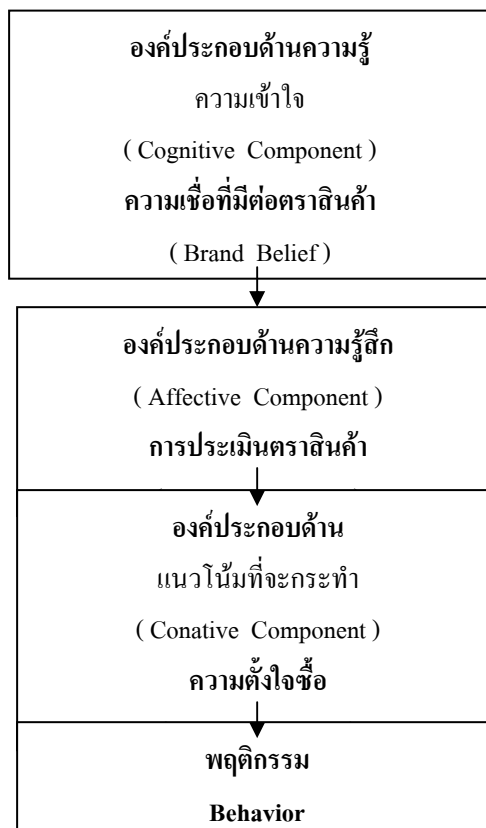 องค์ประกอบด้านความรู้
ความเข้าใจ
( Cognitive Component )
ความเชื่อที่มีต่อตราสินค้า
( Brand Belief )
องค์ประกอบด้านความรู้สึก
( Affective Component )
การประเมินตราสินค้า
องค์ประกอบด้าน
แนวโน้มที่จะกระทำ
( Conative Component )
ความตั้งใจซื้อ
พฤติกรรม
Behavior